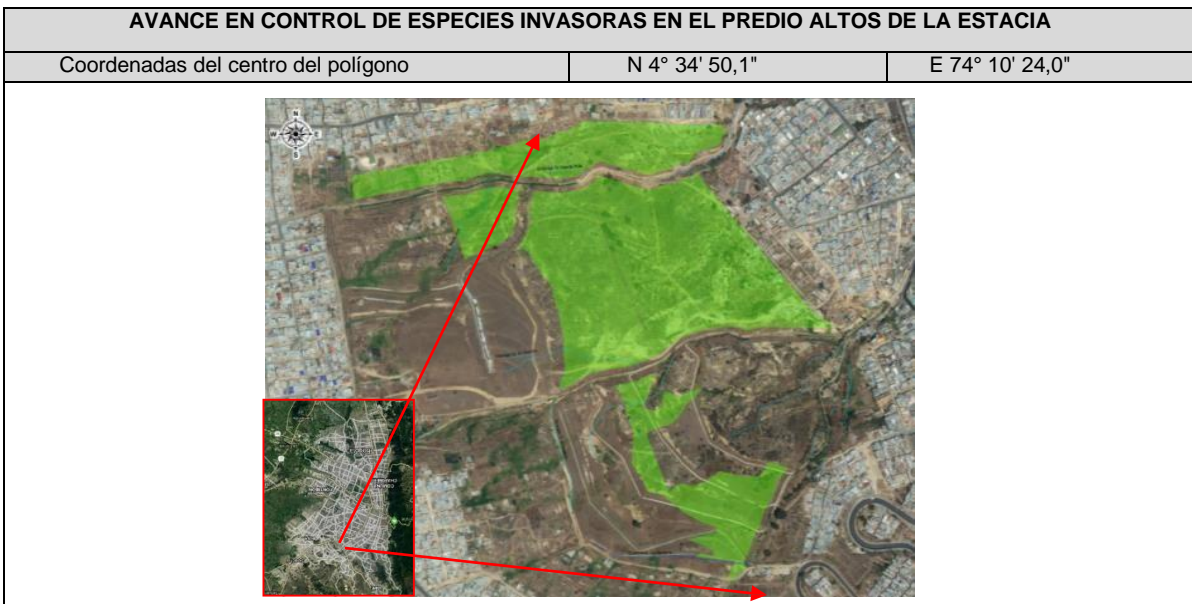 AVANCE EN CONTROL DE ESPECIES INVASORAS EN EL PREDIO ALTOS DE LA ESTACIA
Coordenadas del centro del polígono N 4° 34' 50,1" E 74° 10' 24,0"
N
W E
S